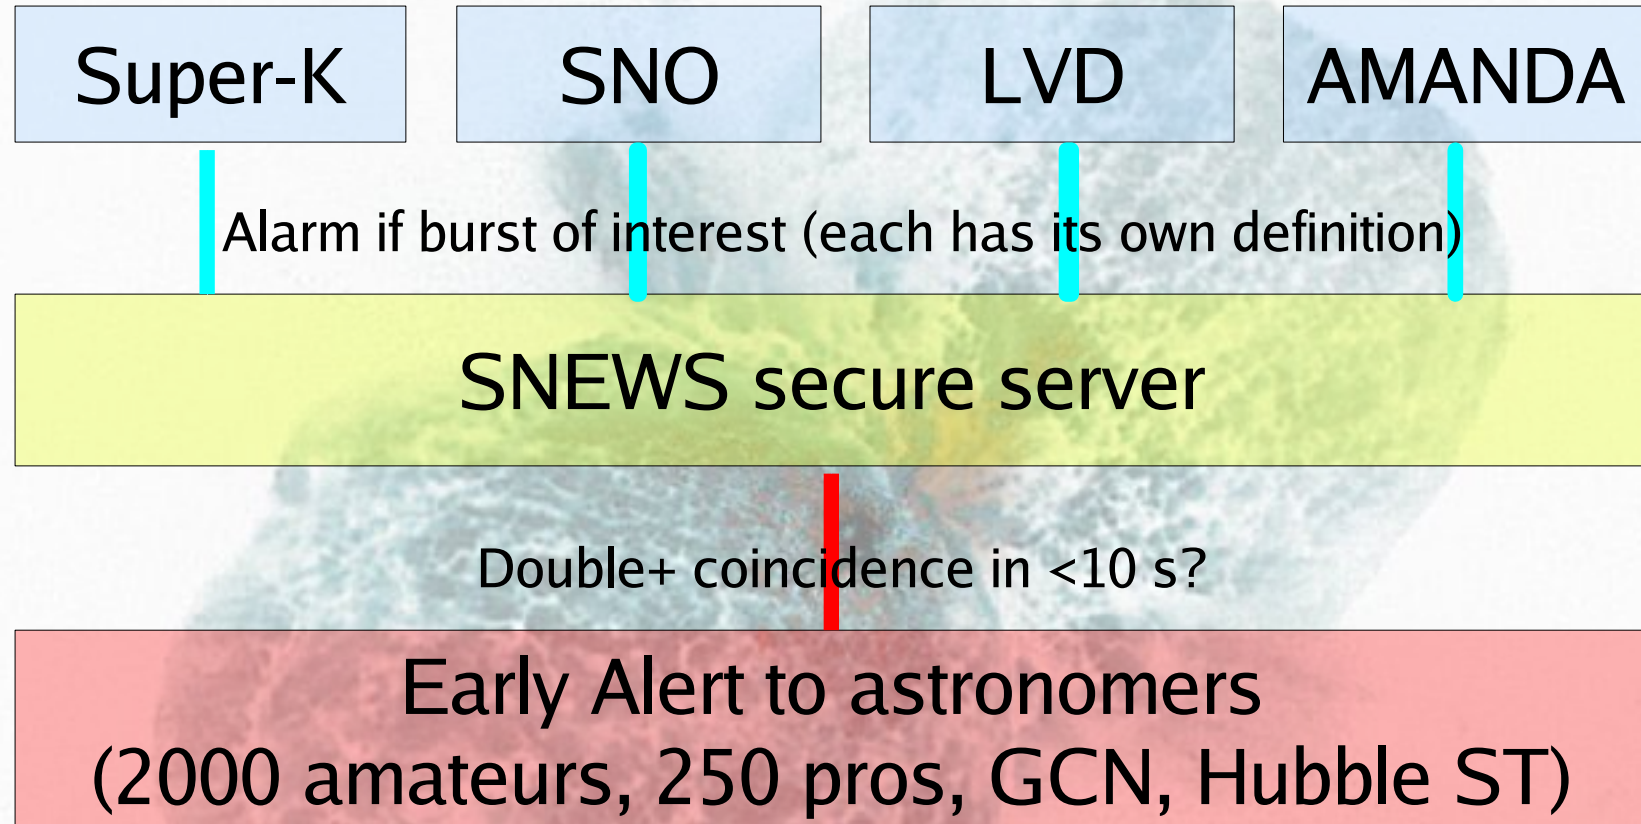 Super-K SNO LVD AMANDA
Alarm if burst of interest (each has its own definition)
SNEWS secure server
Double+ coincidence in <10 s?
Early Alert to astronomers
(2000 amateurs, 250 pros, GCN, Hubble ST)